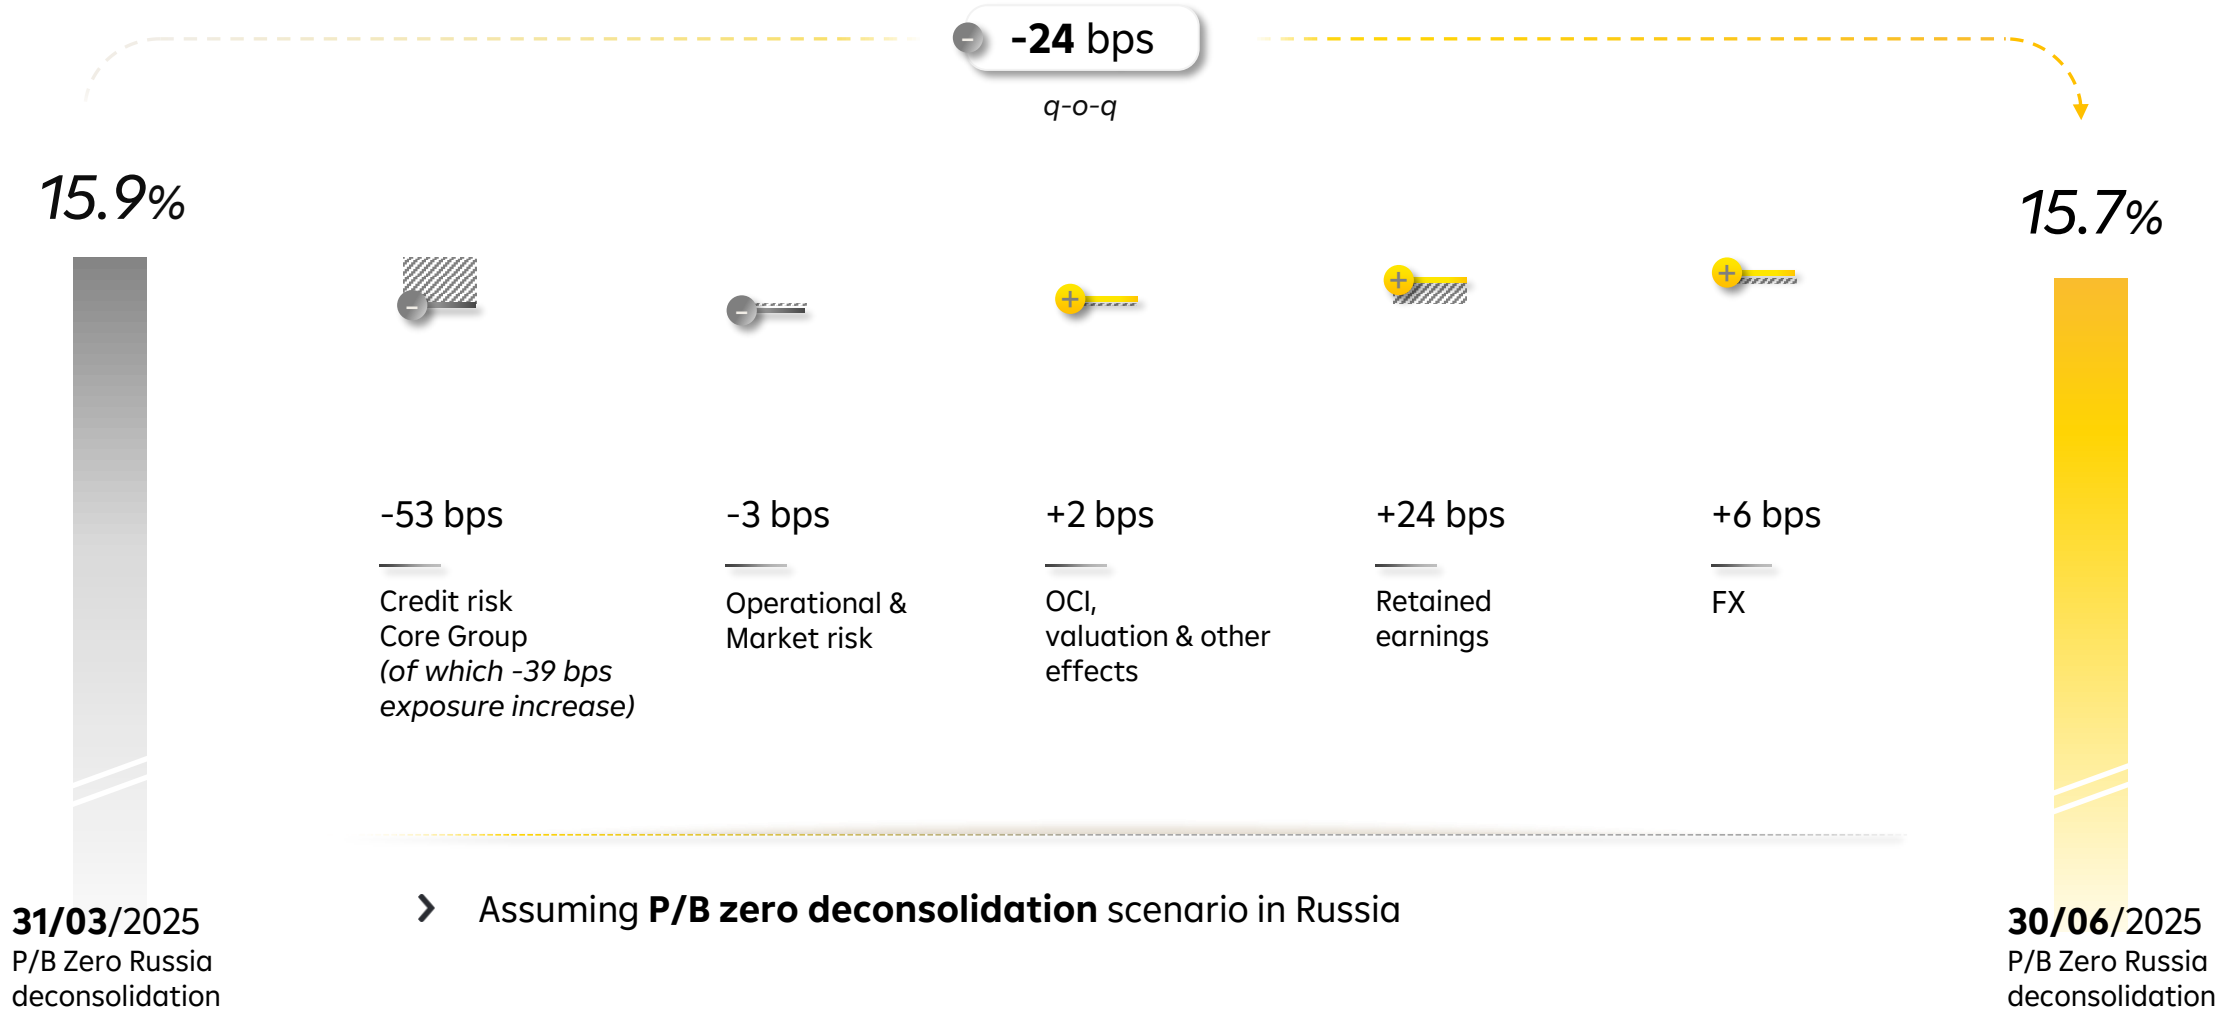 -24 bps
q-o-q
15.9%
15.7%
-53 bps
Credit risk
Core Group
(of which -39 bps
exposure increase)
-3 bps
Operational &
Market risk
+2 bps
OCI,
valuation & other
effects
+24 bps
Retained
earnings
+6 bps
FX
Assuming P/B zero deconsolidation scenario in Russia
31/03/2025
P/B Zero Russia
deconsolidation
30/06/2025
P/B Zero Russia
deconsolidation